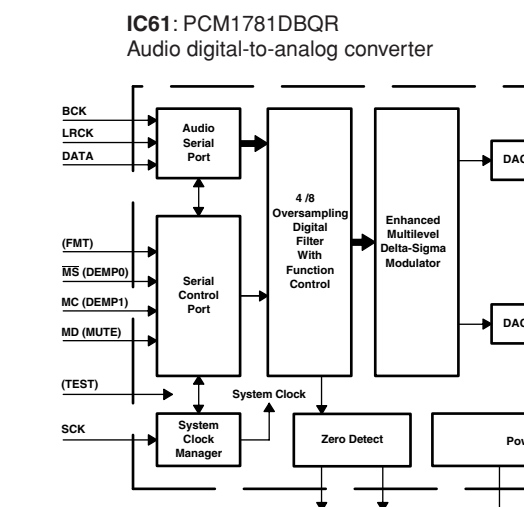 IC61: PCM1781DBQR
Audio digital-to-analog converter
BCK
LRCK
DATA
Audio
Serial
Port
4 /8
Oversampling
Digital
Filter
With
Function
Control
Enhanced
Multilevel
Delta-Sigma
Modulator
DAC
(FMT)
MS (DEMP0)
MC (DEMP1)
MD (MUTE)
Serial
Control
Port
DAC
(TEST)
System Clock
SCK
System
Clock
Manager
Zero Detect
Pow